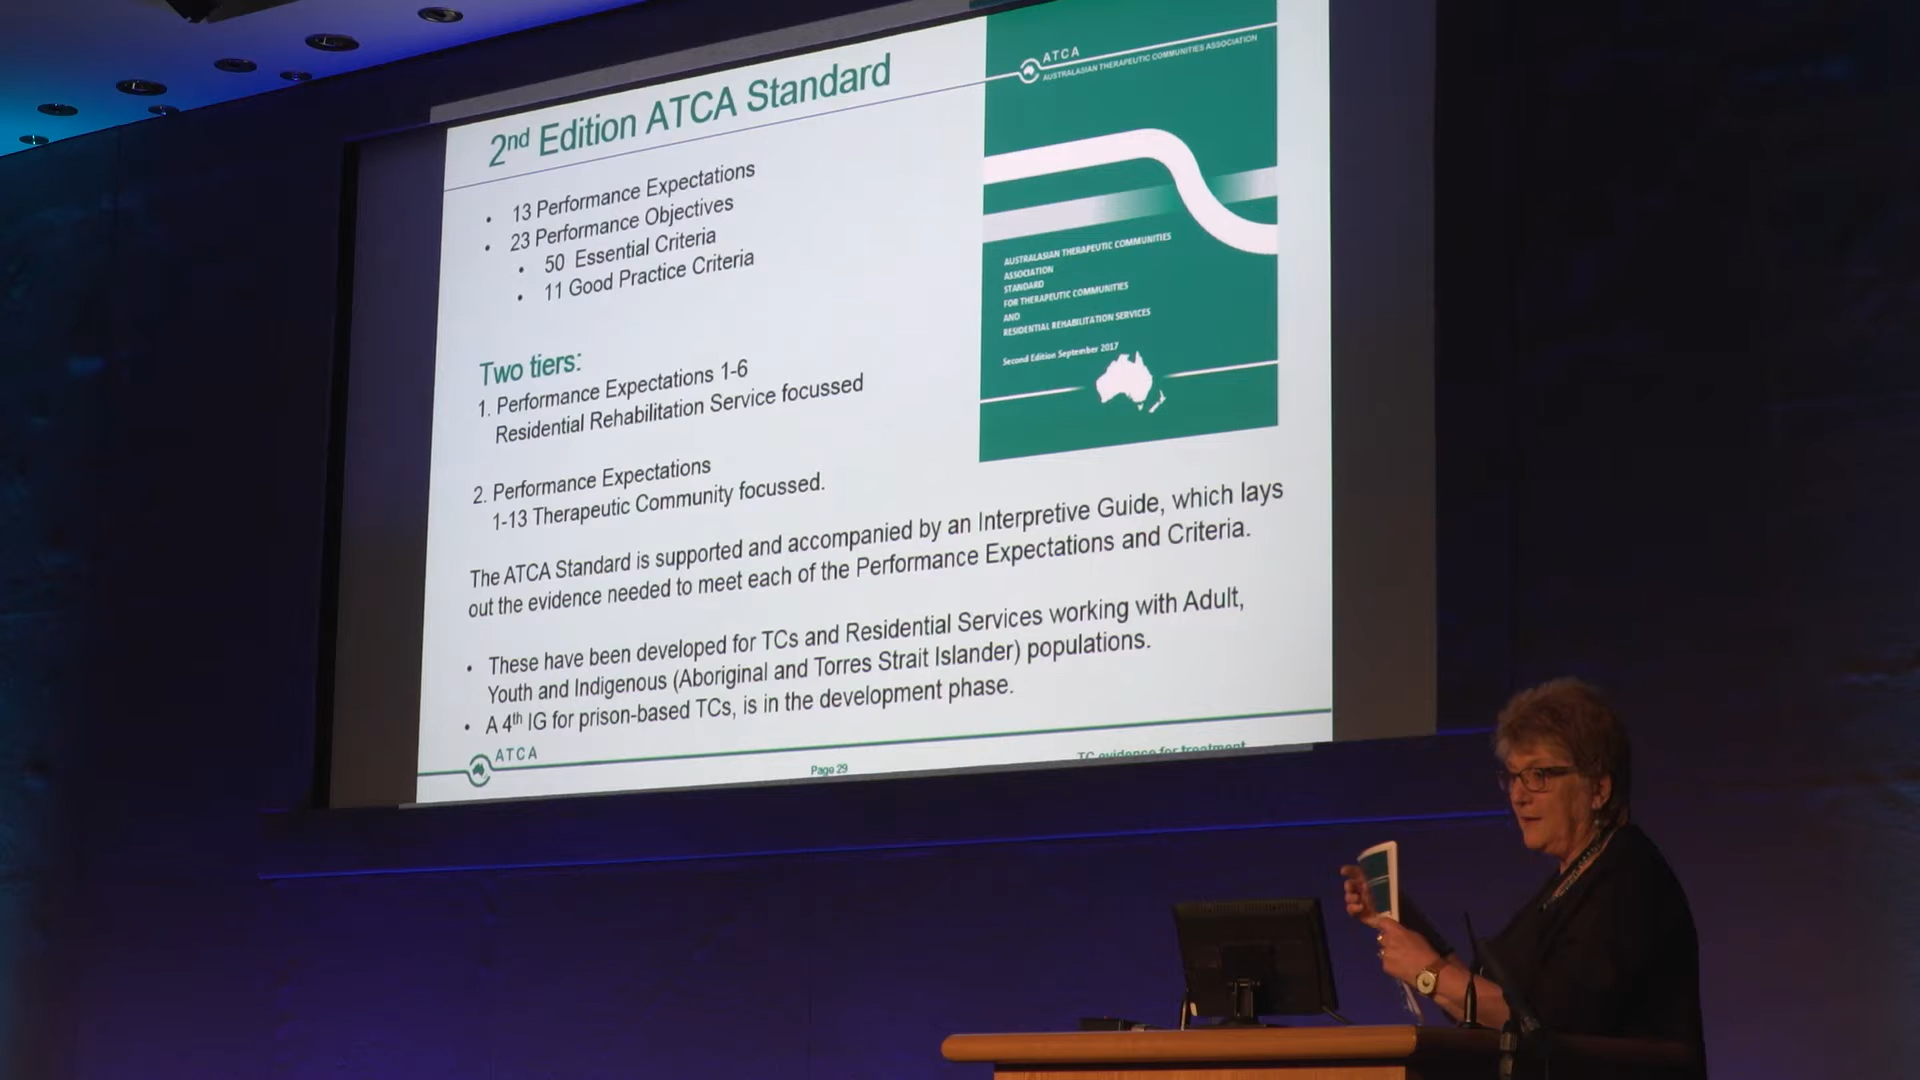 2nd Edition ATCA Standard
• 13 Performance Expectations
• 23 Performance Objectives
• 50 Essential Criteria
• 11 Good Practice Criteria
Two tiers:
1. Performance Expectations 1-6
Residential Rehabilitation Service focussed
2. Performance Expectations
1-13 Therapeutic Community focussed.
The ATCA Standard is supported and accompanied by an Interpretive Guide, which lays
out the evidence needed to meet each of the Performance Expectations and Criteria.
• These have been developed for TCs and Residential Services working with Adult,
Youth and Indigenous (Aboriginal and Torres Strait Islander) populations.
• A 4th IG for prison-based TCs, is in the development phase.
ATCA
Page 29
TC evidence for treatment
ATCA
AUSTRALASIAN THERAPEUTIC COMMUNITIES ASSOCIATION
AUSTRALASIAN THERAPEUTIC COMMUNITIES
ASSOCIATION
STANDARD
FOR THERAPEUTIC COMMUNITIES
AND
RESIDENTIAL REHABILITATION SERVICES
Second Edition September 2017